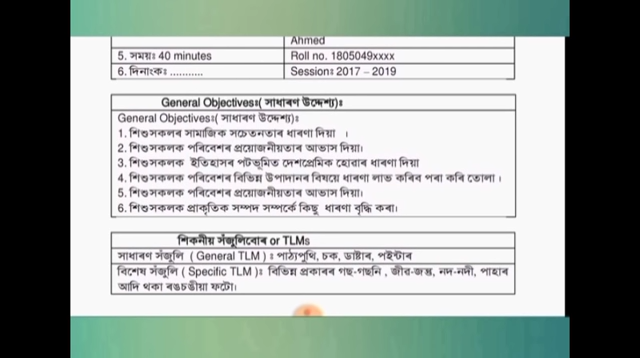 Ahmed
5. সময়ঃ 40 minutes
Roll no. 1805049xxxx
6. দিনাংকঃ ...........
Session: 2017 – 2019
General Objectivesঃ( সাধাৰণ উদ্দেশ্য)ঃ
General Objectivesঃ( সাধাৰণ উদ্দেশ্য)ঃ
1. শিশুসকলৰ সামাজিক সচেতনতাৰ ধাৰণা দিয়া ।
2. শিশুসকলক পৰিবেশৰ প্ৰয়োজনীয়তাৰ আভাস দিয়া।
3. শিশুসকলক ইতিহাসৰ পটভূমিত দেশপ্ৰেমিক হোৱাৰ ধাৰণা দিয়া
4. শিশুসকলক পৰিবেশৰ বিভিন্ন উপাদানৰ বিষয়ে ধাৰণা লাভ কৰিব পৰা কৰি তোলা ।
5. শিশুসকলক পৰিবেশৰ প্ৰয়োজনীয়তাৰ আভাস দিয়া।
6. শিশুসকলক প্ৰাকৃতিক সম্পদ সম্পৰ্কে কিছু ধাৰণা বৃদ্ধি কৰা।
শিকনীয় সঁজুলিবোৰ or TLMs
সাধাৰণ সঁজুলি ( General TLM ) ঃ পাঠ্যপুথি, চক, ডাষ্টাৰ, পইন্টাৰ
বিশেষ সঁজুলি ( Specific TLM )ঃ বিভিন্ন প্ৰকাৰৰ গছ-গছনি , জীৱ-জন্তু, নদ-নদী, পাহাৰ
আদি থকা ৰঙচঙীয়া ফটো।